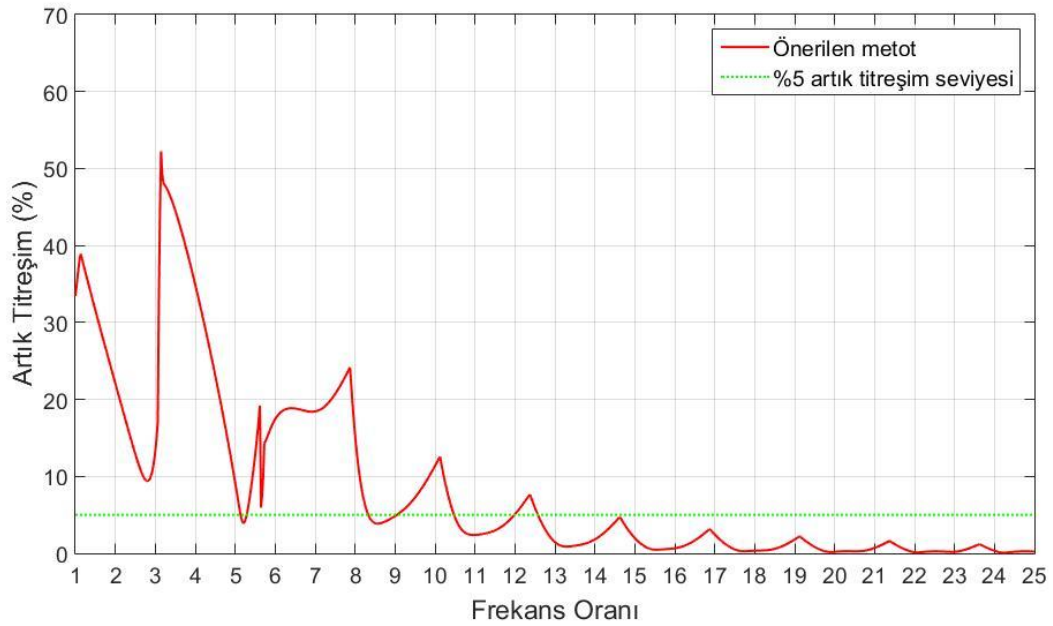 Önerilen metot
%5 artık titreşim seviyesi
Artık Titreşim (%)
70
60
50
40
30
20
10
0
1 2 3 4 5 6 7 8 9 10 11 12 13 14 15 16 17 18 19 20 21 22 23 24 25
Frekans Oranı